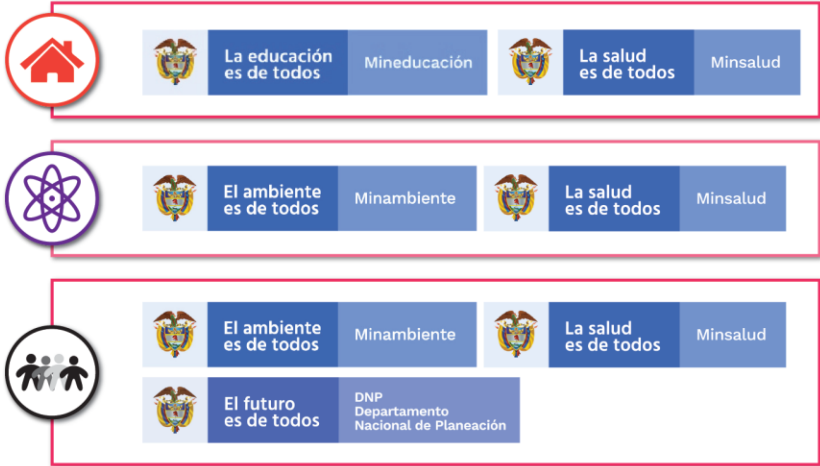 La educación
es de todos
Mineducación
La salud
es de todos
Minsalud
El ambiente
es de todos
Minambiente
La salud
es de todos
Minsalud
El ambiente
es de todos
Minambiente
La salud
es de todos
Minsalud
El futuro
es de todos
DNP
Departamento
Nacional de Planeación